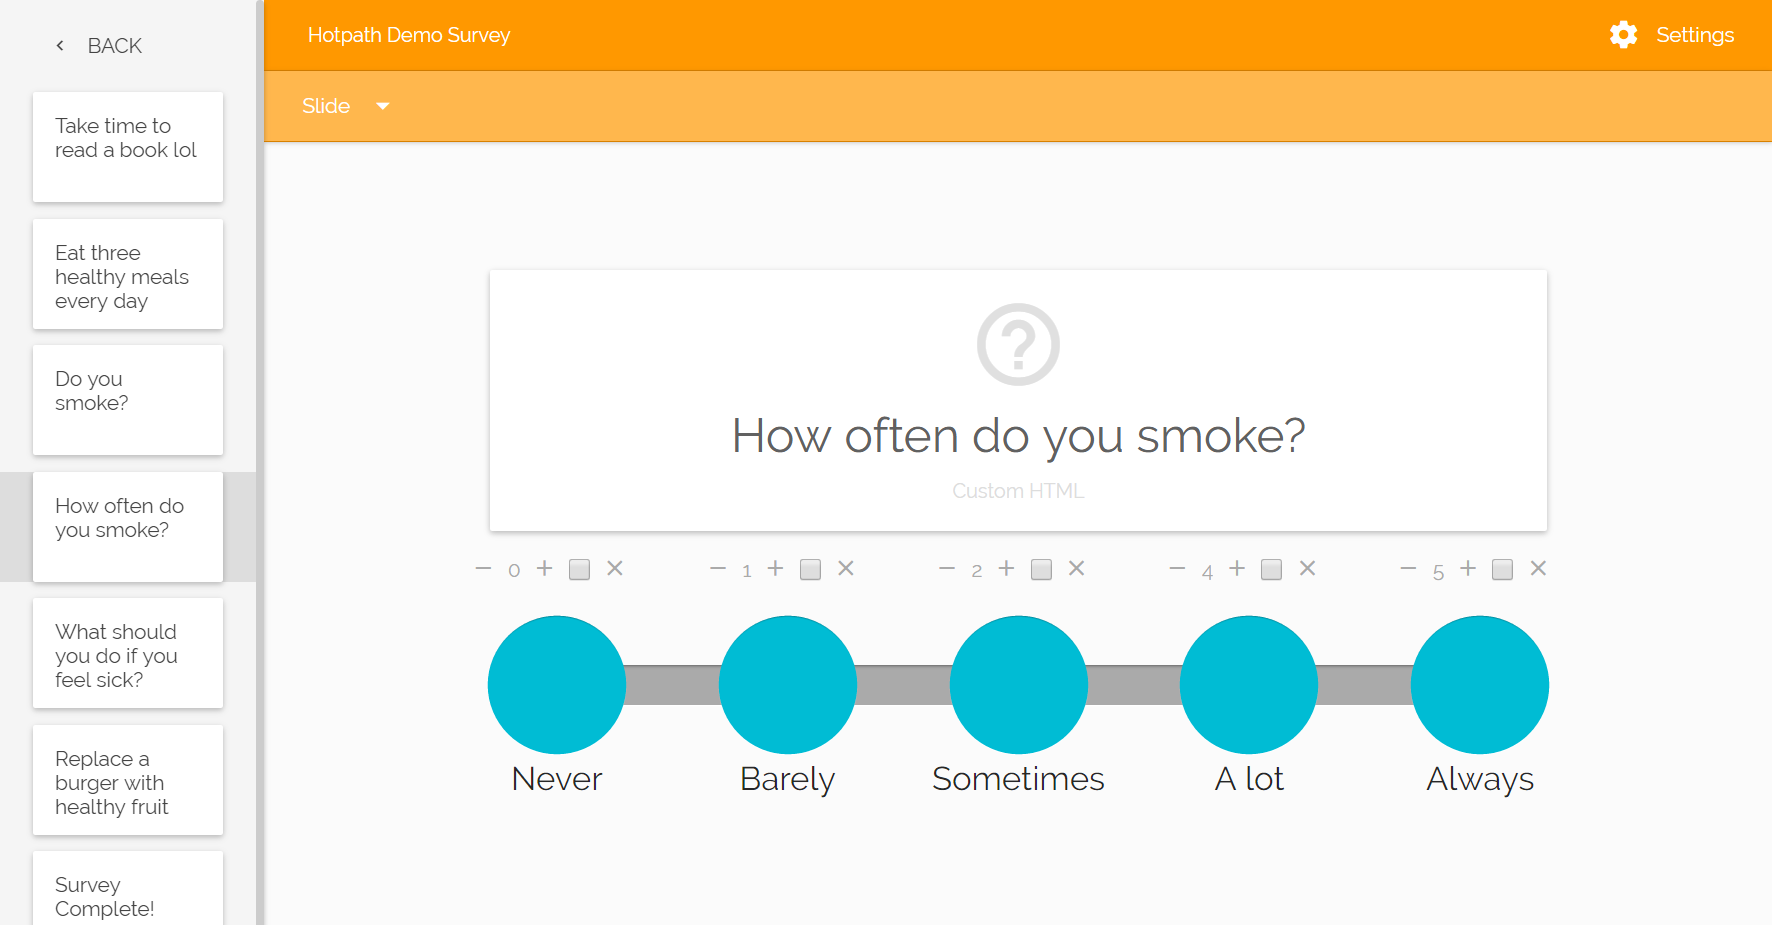 BACK
Take time to
read a book lol
Eat three
healthy meals
every day
Do you
smoke?
How often do
you smoke?
What should
you do if you
feel sick?
Replace a
burger with
healthy fruit
Survey
Complete!
Hotpath Demo Survey
Settings
Slide
How often do you smoke?
Custom HTML
− 0 + ×
− 1 + ×
− 2 + ×
− 4 + ×
− 5 + ×
Never
Barely
Sometimes
A lot
Always